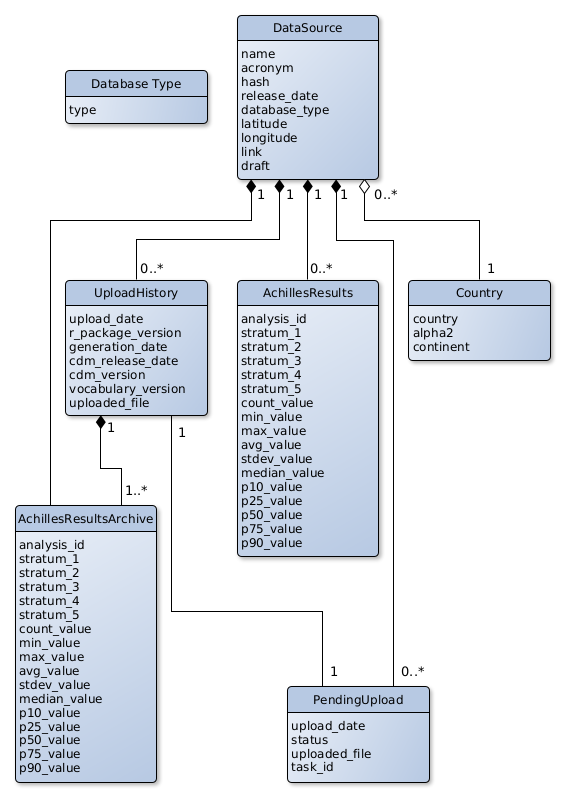 DataSource
name
acronym
hash
release_date
database_type
latitude
longitude
link
draft
Database Type
type
1
1
1
1
0..*
0..*
0..*
1
UploadHistory
upload_date
r_package_version
generation_date
cdm_release_date
cdm_version
vocabulary_version
uploaded_file
AchillesResults
analysis_id
stratum_1
stratum_2
stratum_3
stratum_4
stratum_5
count_value
min_value
max_value
avg_value
stdev_value
median_value
p10_value
p25_value
p50_value
p75_value
p90_value
Country
country
alpha2
continent
1
1
1..*
AchillesResultsArchive
analysis_id
stratum_1
stratum_2
stratum_3
stratum_4
stratum_5
count_value
min_value
max_value
avg_value
stdev_value
median_value
p10_value
p25_value
p50_value
p75_value
p90_value
1
0..*
PendingUpload
upload_date
status
uploaded_file
task_id